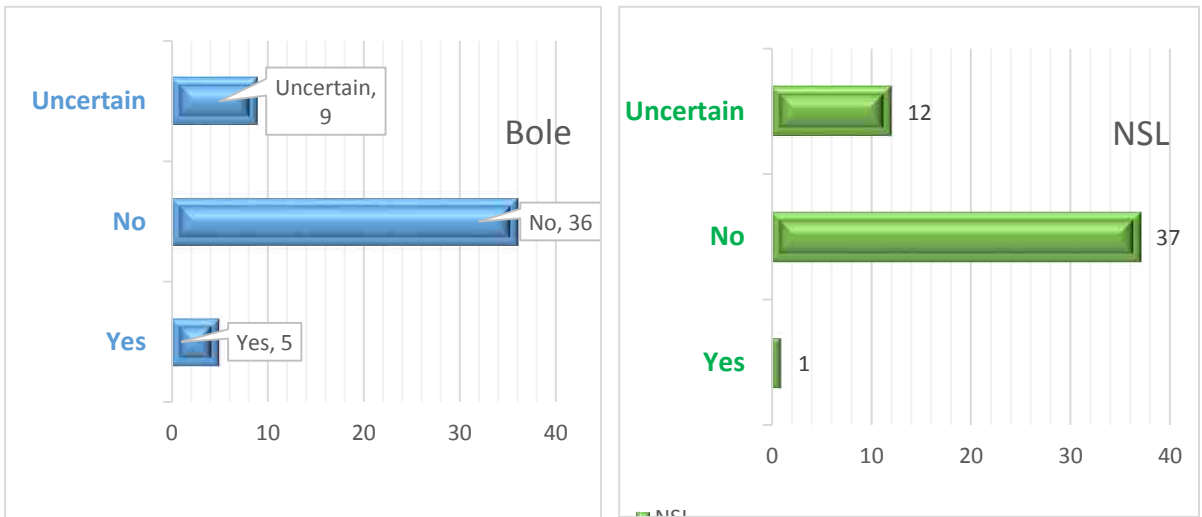 Uncertain
Uncertain,
9
Bole
No
No, 36
Yes
Yes, 5
0 10 20 30 40
Uncertain
12
NSL
No
37
Yes
1
0 10 20 30 40
NSL